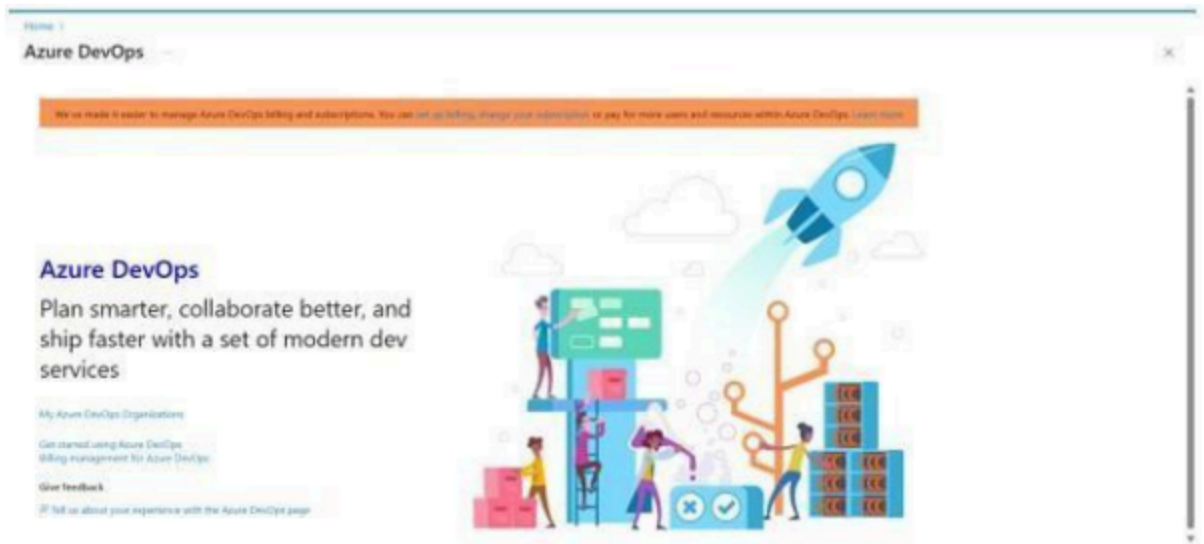 Home >
Azure DevOps
We've made it easier to manage Azure DevOps billing and subscriptions. You can set up billing, change your subscription or pay for more users and resources within Azure DevOps. Learn more
Azure DevOps
Plan smarter, collaborate better, and
ship faster with a set of modern dev
services
My Azure DevOps Organizations
Get started using Azure DevOps
Billing management for Azure DevOps
Give feedback
Tell us about your experience with the Azure DevOps page